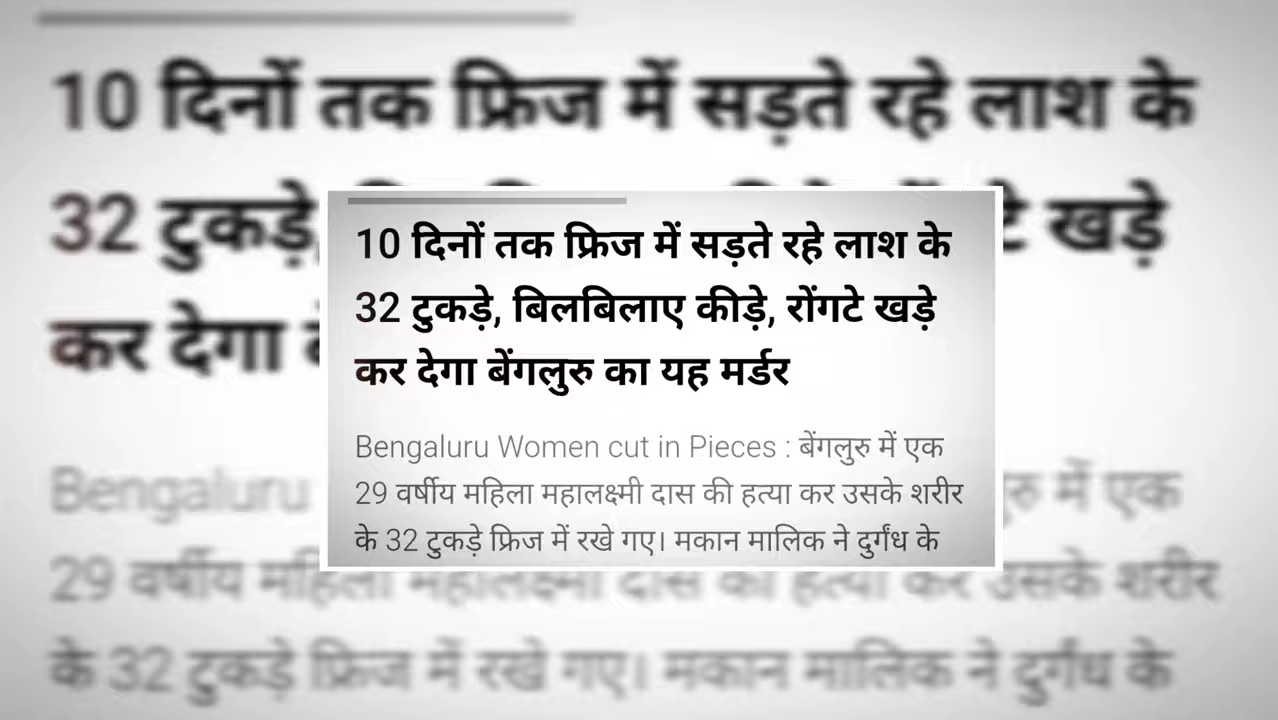 10 दिनों तक फ्रिज में सड़ते रहे लाश के
32 टुकड़े, बिलबिलाए कीड़े, रोंगटे खड़े
कर देगा बेंगलुरु का यह मर्डर
Bengaluru Women cut in Pieces : बेंगलुरु में एक
29 वर्षीय महिला महालक्ष्मी दास की हत्या कर उसके शरीर
के 32 टुकड़े फ्रिज में रखे गए। मकान मालिक ने दुर्गंध के